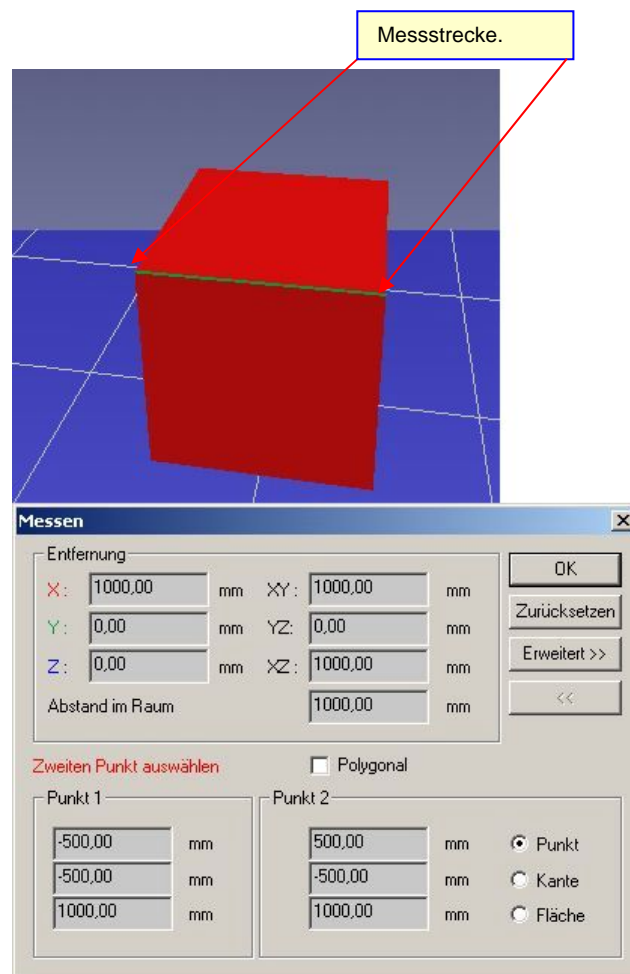 Messstrecke.
Messen
Entfernung
X: 1000,00 mm XY: 1000,00 mm
Y: 0,00 mm YZ: 0,00 mm
Z: 0,00 mm XZ: 1000,00 mm
Abstand im Raum 1000,00 mm
OK
Zurücksetzen
Erweitert >>
<<
Zweiten Punkt auswählen Polygonal
Punkt 1
-500,00 mm
-500,00 mm
1000,00 mm
Punkt 2
500,00 mm Punkt
-500,00 mm Kante
1000,00 mm Fläche